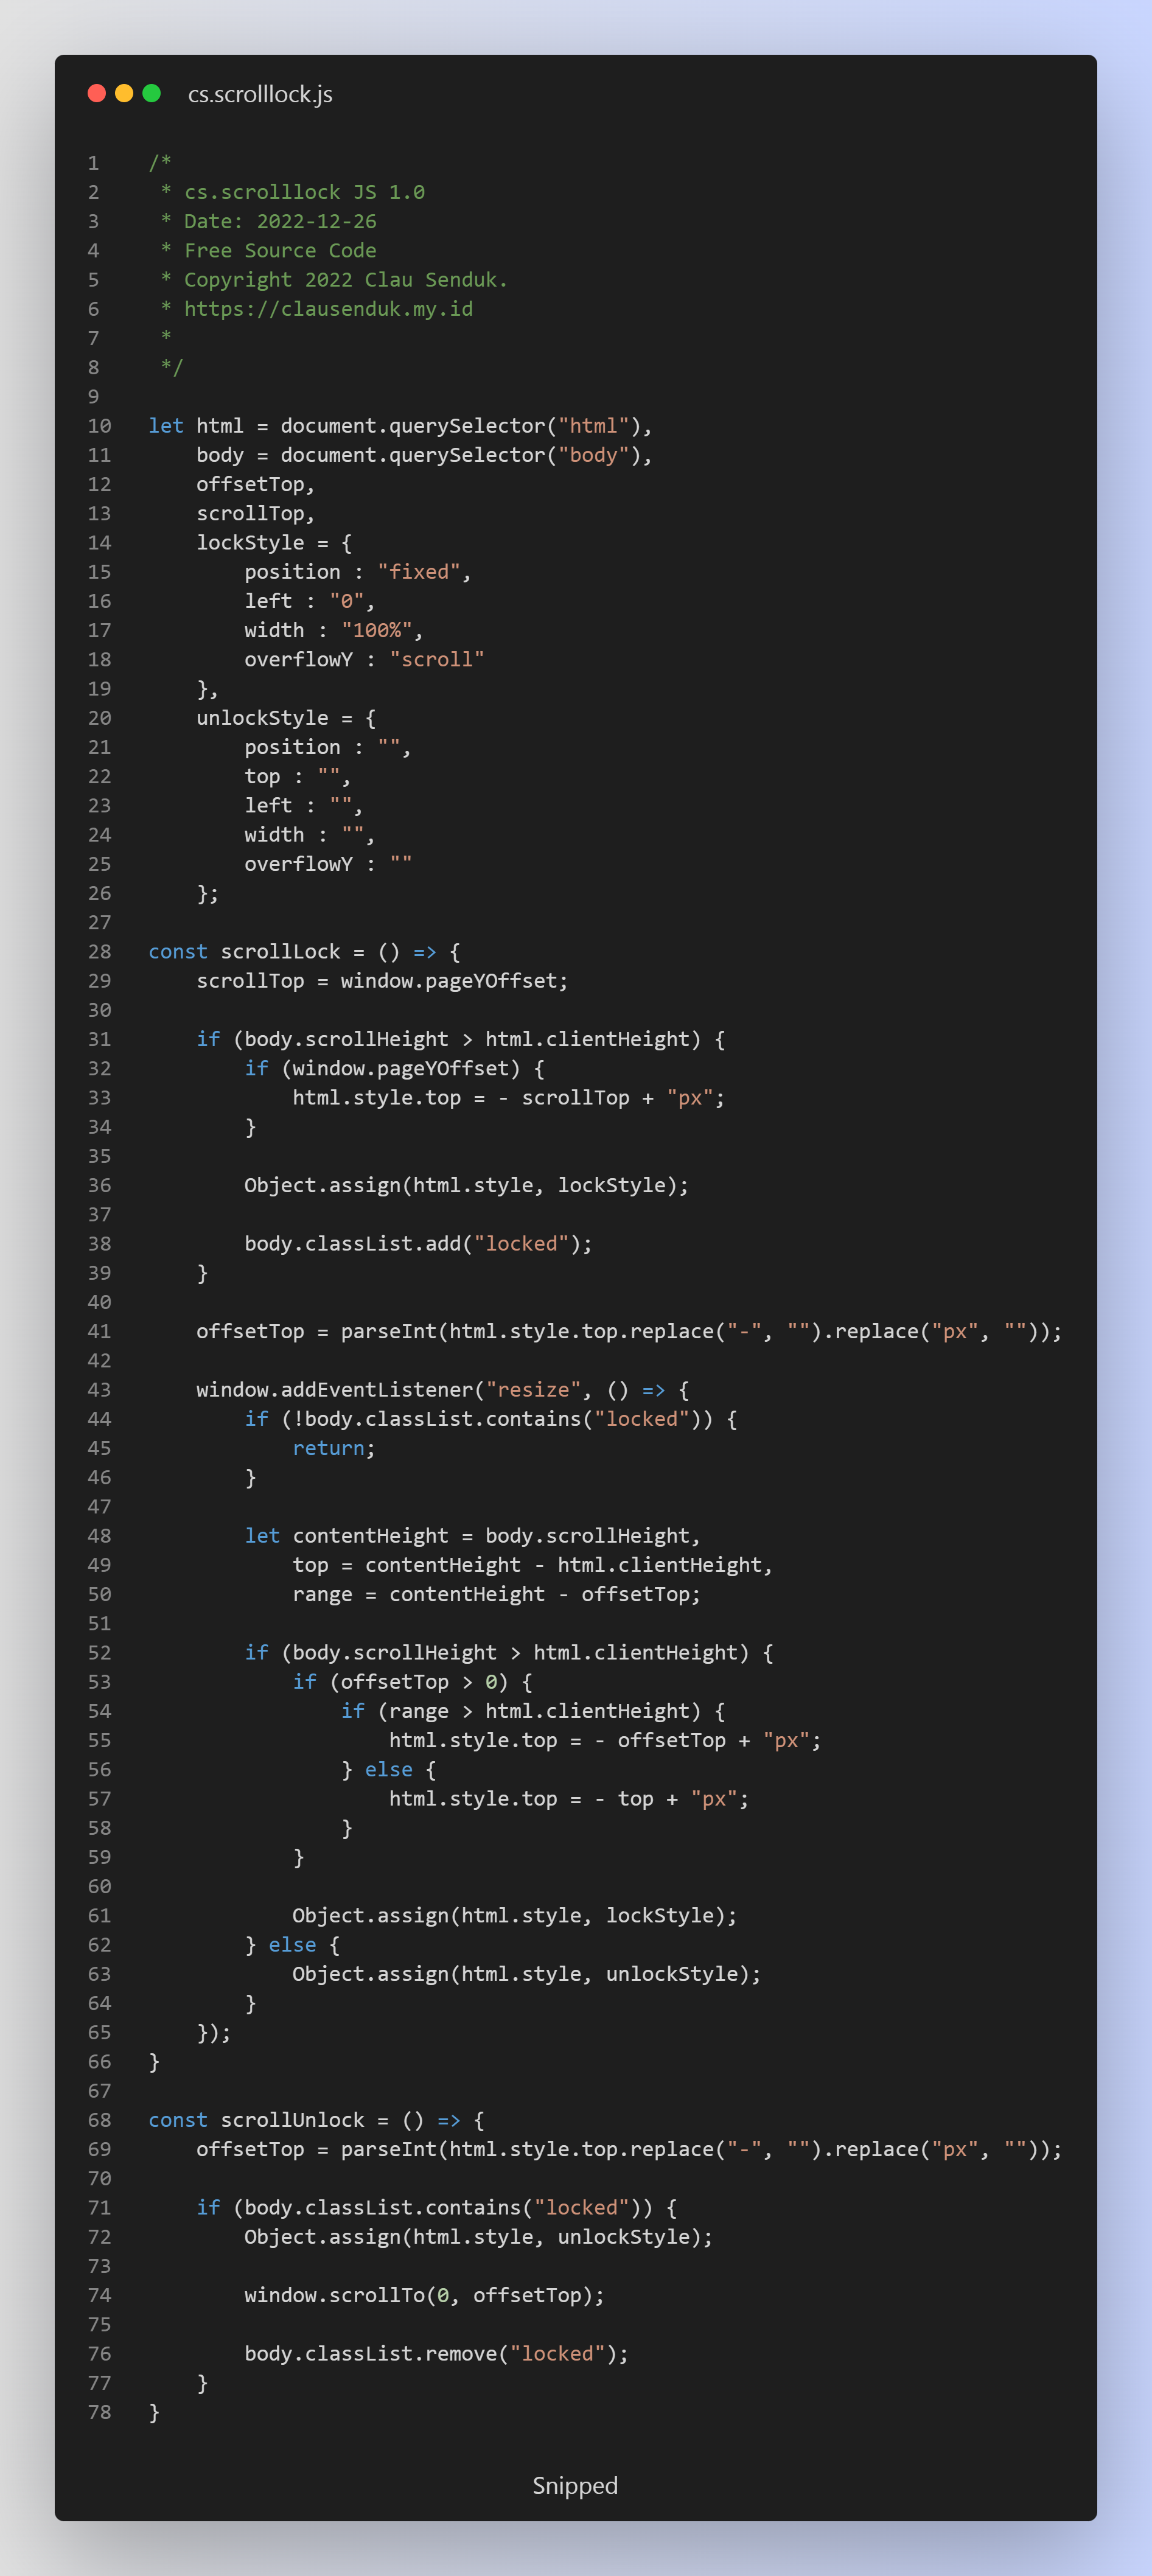 cs.scrolllock.js
1 /*
2  * cs.scrolllock JS 1.0
3  * Date: 2022-12-26
4  * Free Source Code
5  * Copyright 2022 Clau Senduk.
6  * https://clausenduk.my.id
7  *
8  */
9
10 let html = document.querySelector("html"),
11     body = document.querySelector("body"),
12     offsetTop,
13     scrollTop,
14     lockStyle = {
15         position : "fixed",
16         left : "0",
17         width : "100%",
18         overflowY : "scroll"
19     },
20     unlockStyle = {
21         position : "",
22         top : "",
23         left : "",
24         width : "",
25         overflowY : ""
26     };
27
28 const scrollLock = () => {
29     scrollTop = window.pageYOffset;
30
31     if (body.scrollHeight > html.clientHeight) {
32         if (window.pageYOffset) {
33             html.style.top = - scrollTop + "px";
34         }
35
36         Object.assign(html.style, lockStyle);
37
38         body.classList.add("locked");
39     }
40
41     offsetTop = parseInt(html.style.top.replace("-", "").replace("px", ""));
42
43     window.addEventListener("resize", () => {
44         if (!body.classList.contains("locked")) {
45             return;
46         }
47
48         let contentHeight = body.scrollHeight,
49             top = contentHeight - html.clientHeight,
50             range = contentHeight - offsetTop;
51
52         if (body.scrollHeight > html.clientHeight) {
53             if (offsetTop > 0) {
54                 if (range > html.clientHeight) {
55                     html.style.top = - offsetTop + "px";
56                 } else {
57                     html.style.top = - top + "px";
58                 }
59             }
60
61             Object.assign(html.style, lockStyle);
62         } else {
63             Object.assign(html.style, unlockStyle);
64         }
65     });
66 }
67
68 const scrollUnlock = () => {
69     offsetTop = parseInt(html.style.top.replace("-", "").replace("px", ""));
70
71     if (body.classList.contains("locked")) {
72         Object.assign(html.style, unlockStyle);
73
74         window.scrollTo(0, offsetTop);
75
76         body.classList.remove("locked");
77     }
78 }
Snipped